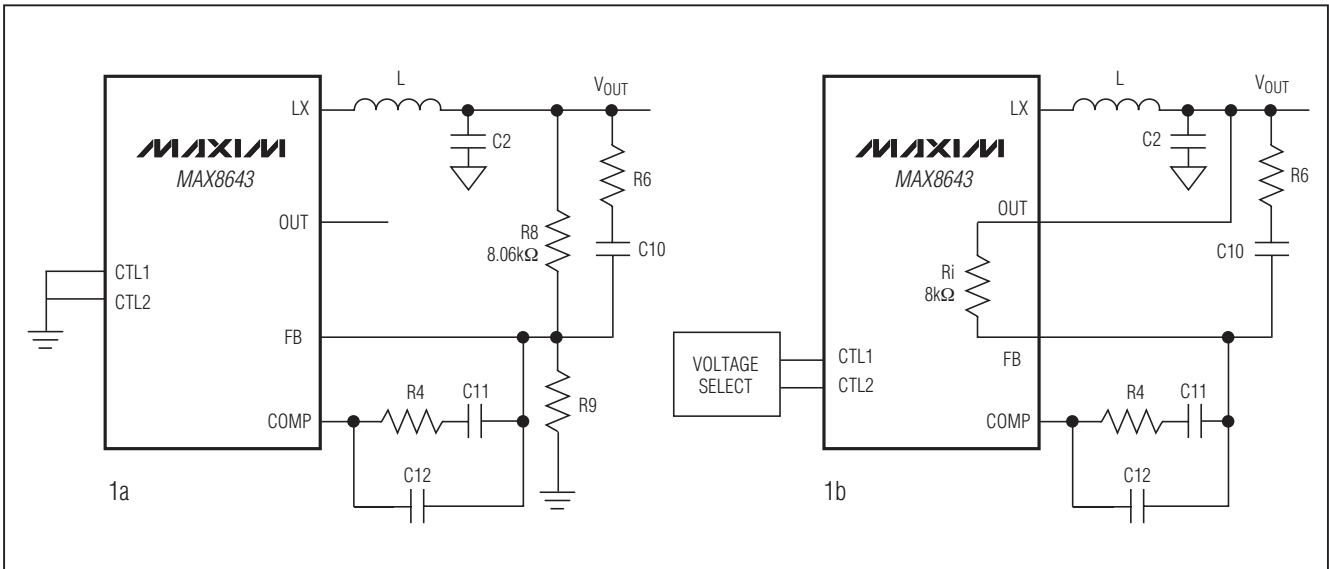 L
LX
VOUT
C2
MAXIM
MAX8643
R6
OUT
R8
8.06kΩ
C10
CTL1
CTL2
FB
R4
C11
R9
COMP
C12
1a
L
LX
VOUT
C2
MAXIM
MAX8643
R6
OUT
C10
Ri
8kΩ
VOLTAGE
SELECT
CTL1
CTL2
FB
R4
C11
COMP
C12
1b